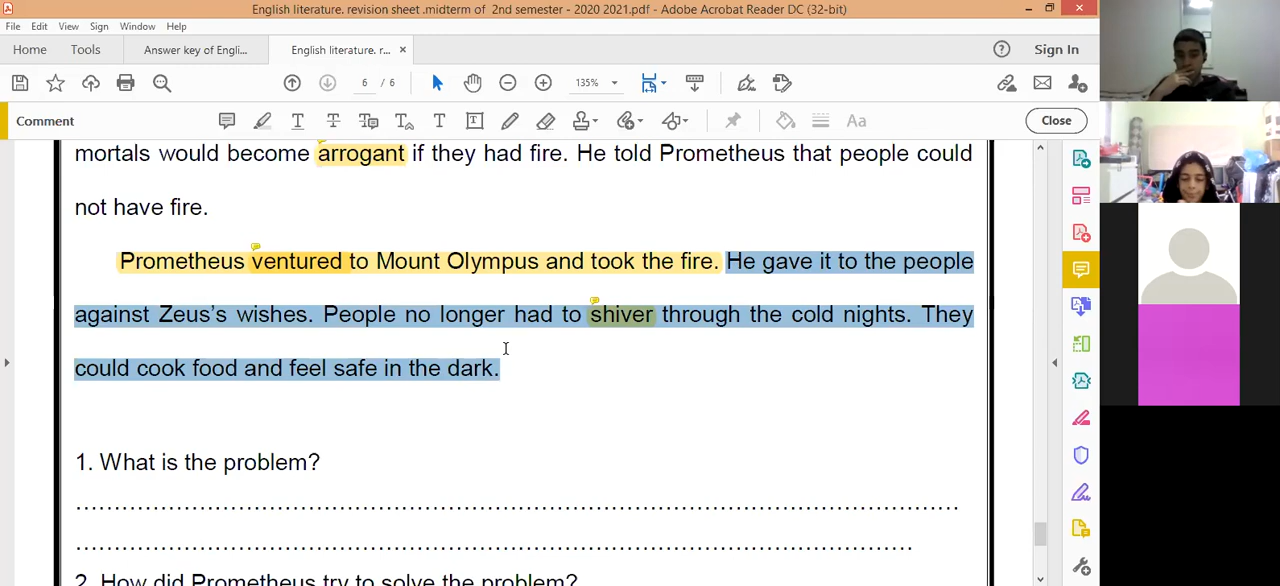 English literature. revision sheet .midterm of 2nd semester - 2020 2021.pdf - Adobe Acrobat Reader DC (32-bit)
File Edit View Sign Window Help
Home Tools Answer key of Engli... English literature. r... × Sign In
6 / 6 135%
Comment Aa Close
mortals would become arrogant if they had fire. He told Prometheus that people could
not have fire.
Prometheus ventured to Mount Olympus and took the fire. He gave it to the people
against Zeus's wishes. People no longer had to shiver through the cold nights. They
could cook food and feel safe in the dark.
1. What is the problem?
2. How did Prometheus try to solve the problem?